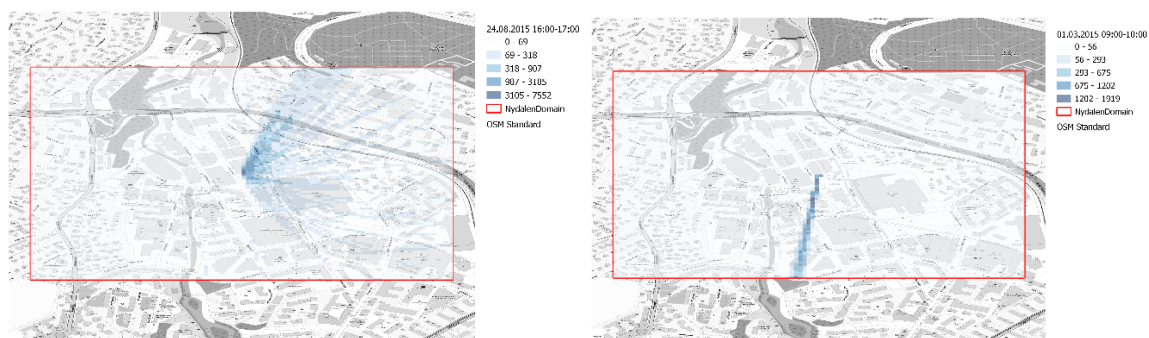 24.08.2015 16:00-17:00
0 - 69
69 - 318
318 - 907
907 - 3105
3105 - 7552
NydalenDomain
OSM Standard
01.03.2015 09:00-10:00
0 - 56
56 - 293
293 - 675
675 - 1202
1202 - 1919
NydalenDomain
OSM Standard